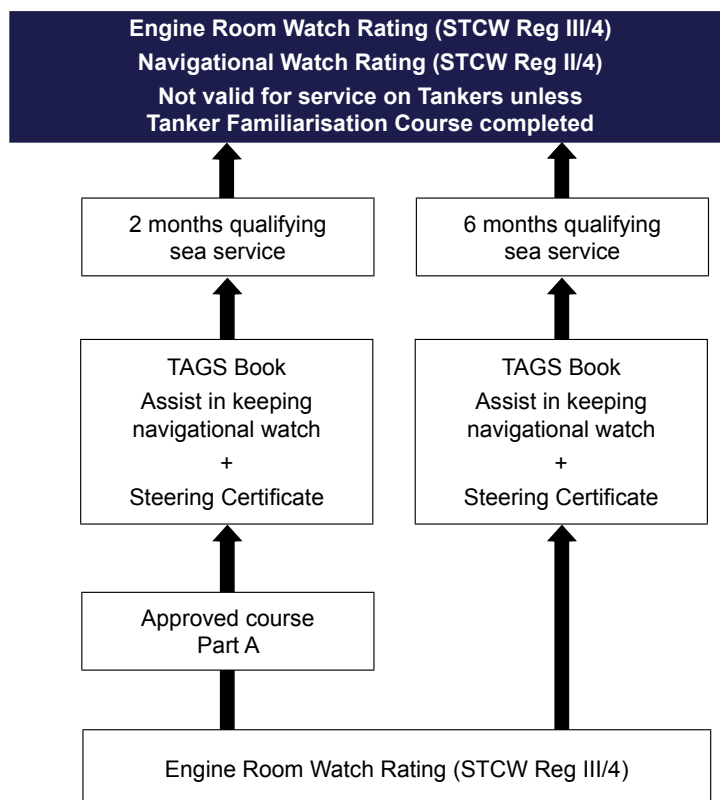 Engine Room Watch Rating (STCW Reg III/4)
Navigational Watch Rating (STCW Reg II/4)
Not valid for service on Tankers unless
Tanker Familiarisation Course completed
2 months qualifying
sea service
6 months qualifying
sea service
TAGS Book
Assist in keeping
navigational watch
+
Steering Certificate
TAGS Book
Assist in keeping
navigational watch
+
Steering Certificate
Approved course
Part A
Engine Room Watch Rating (STCW Reg III/4)